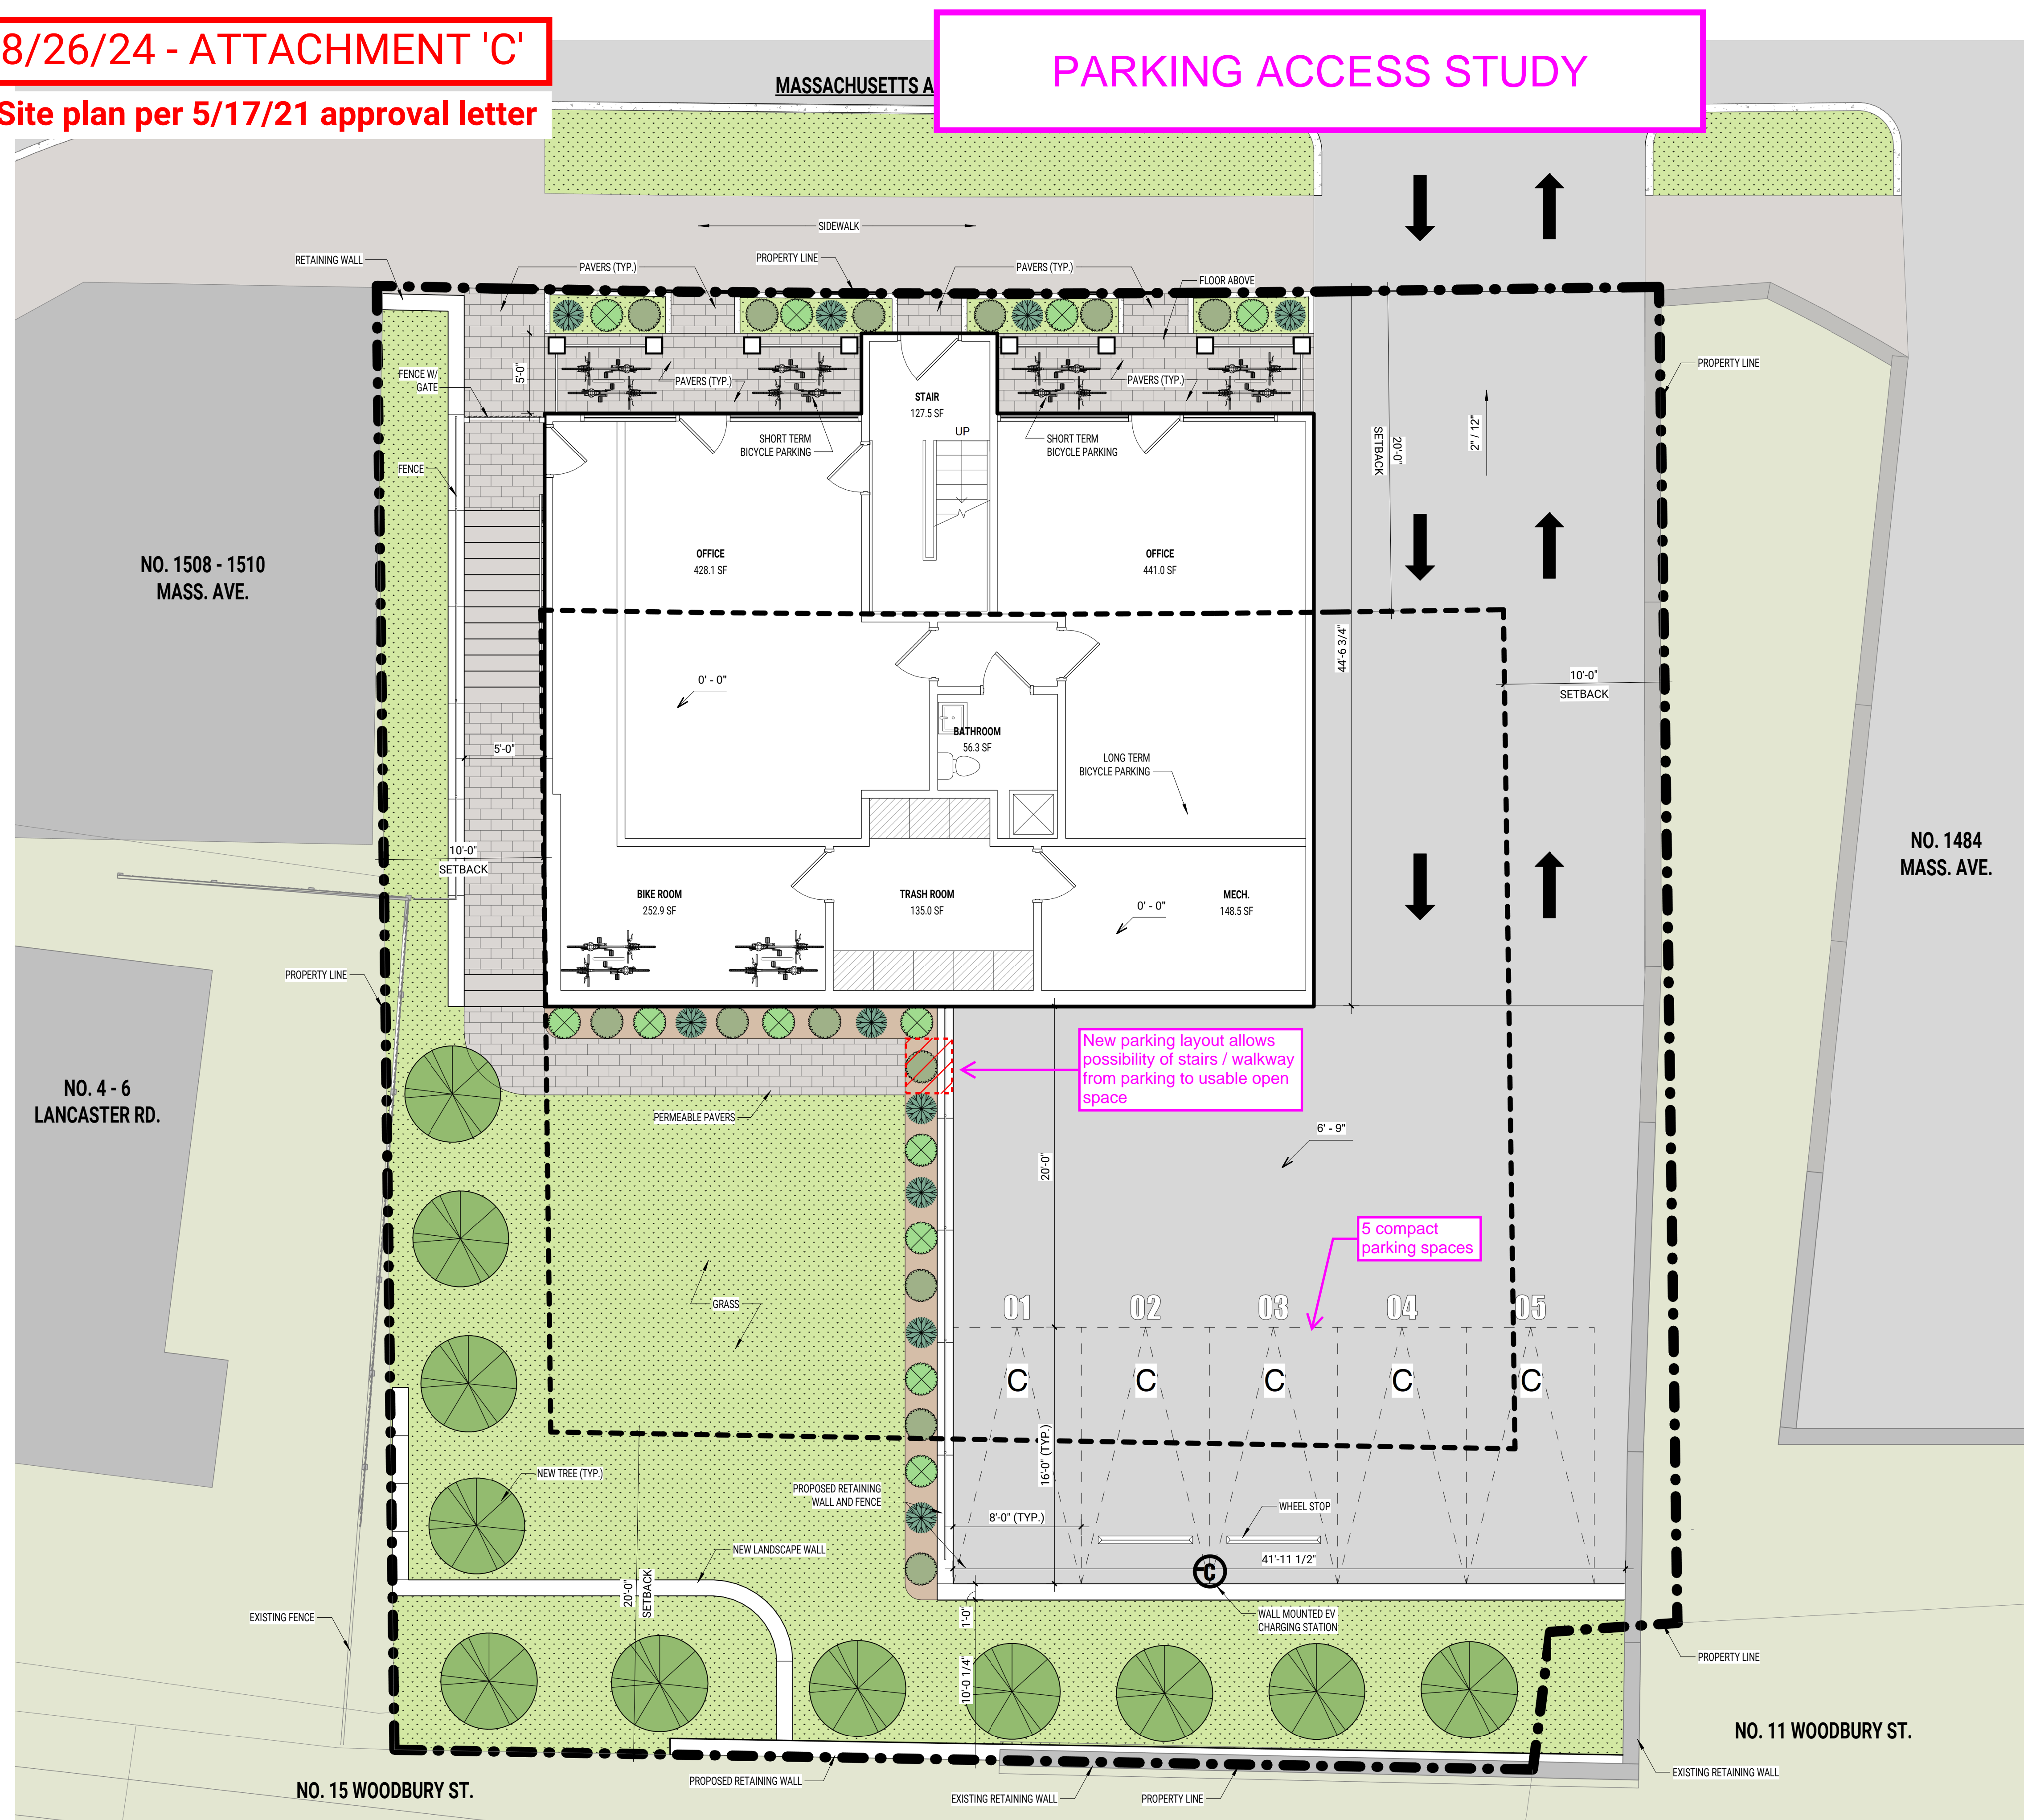 8/26/24 - ATTACHMENT 'C'
Site plan per 5/17/21 approval letter
MASSACHUSETTS A
PARKING ACCESS STUDY
SIDEWALK
RETAINING WALL
PAVERS (TYP.)
PROPERTY LINE
PAVERS (TYP.)
FLOOR ABOVE
FENCE W/
GATE
5'-0"
PAVERS (TYP.)
STAIR
127.5 SF
UP
PAVERS (TYP.)
PROPERTY LINE
SHORT TERM
BICYCLE PARKING
SHORT TERM
BICYCLE PARKING
20'-0"
SETBACK
2" / 12"
FENCE
NO. 1508 - 1510
MASS. AVE.
OFFICE
428.1 SF
OFFICE
441.0 SF
44'-6 3/4"
10'-0"
SETBACK
0' - 0"
5'-0"
BATHROOM
56.3 SF
LONG TERM
BICYCLE PARKING
10'-0"
SETBACK
NO. 1484
MASS. AVE.
BIKE ROOM
252.9 SF
TRASH ROOM
135.0 SF
0' - 0"
MECH.
148.5 SF
PROPERTY LINE
NO. 4 - 6
LANCASTER RD.
New parking layout allows
possibility of stairs / walkway
from parking to usable open
space
PERMEABLE PAVERS
6' - 9"
20'-0"
5 compact
parking spaces
GRASS
01
02
03
04
05
C
C
C
C
C
NEW TREE (TYP.)
PROPOSED RETAINING
WALL AND FENCE
16'-0" (TYP.)
8'-0" (TYP.)
WHEEL STOP
NEW LANDSCAPE WALL
41'-11 1/2"
C
20'-0"
SETBACK
EXISTING FENCE
1'-0"
WALL MOUNTED EV
CHARGING STATION
10'-0 1/4"
PROPERTY LINE
NO. 11 WOODBURY ST.
NO. 15 WOODBURY ST.
PROPOSED RETAINING WALL
EXISTING RETAINING WALL
PROPERTY LINE
EXISTING RETAINING WALL